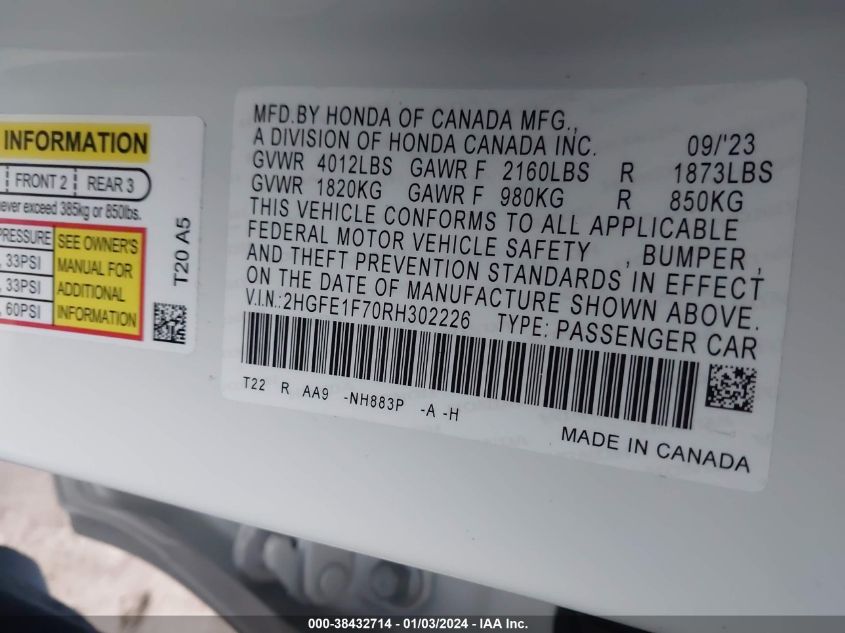 INFORMATION
FRONT 2 REAR 3
never exceed 385kg or 850lbs.
PRESSURE
33PSI
33PSI
60PSI
SEE OWNER'S
MANUAL FOR
ADDITIONAL
INFORMATION
T20 A5
MFD.BY HONDA OF CANADA MFG.,
A DIVISION OF HONDA CANADA INC. 09/'23
GVWR 4012LBS GAWR F 2160LBS R 1873LBS
GVWR 1820KG GAWR F 980KG R 850KG
THIS VEHICLE CONFORMS TO ALL APPLICABLE
FEDERAL MOTOR VEHICLE SAFETY , BUMPER ,
AND THEFT PREVENTION STANDARDS IN EFFECT
ON THE DATE OF MANUFACTURE SHOWN ABOVE.
V.I.N.:2HGFE1F70RH302226 TYPE: PASSENGER CAR
T22 R AA9 -NH883P -A -H
MADE IN CANADA
000-38432714 - 01/03/2024 - IAA Inc.